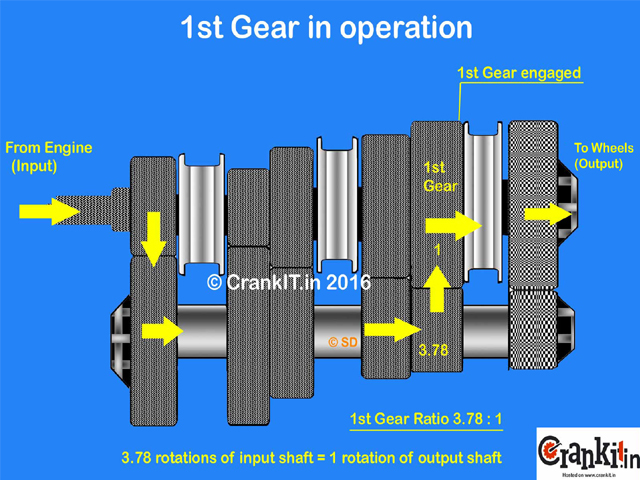 1st Gear in operation
1st Gear engaged
From Engine
(Input)
To Wheels
(Output)
1st
Gear
1
© CrankIT.in 2016
© SD
3.78
1st Gear Ratio 3.78 : 1
3.78 rotations of input shaft = 1 rotation of output shaft
CrankIt.in
Hosted on www.crankit.in